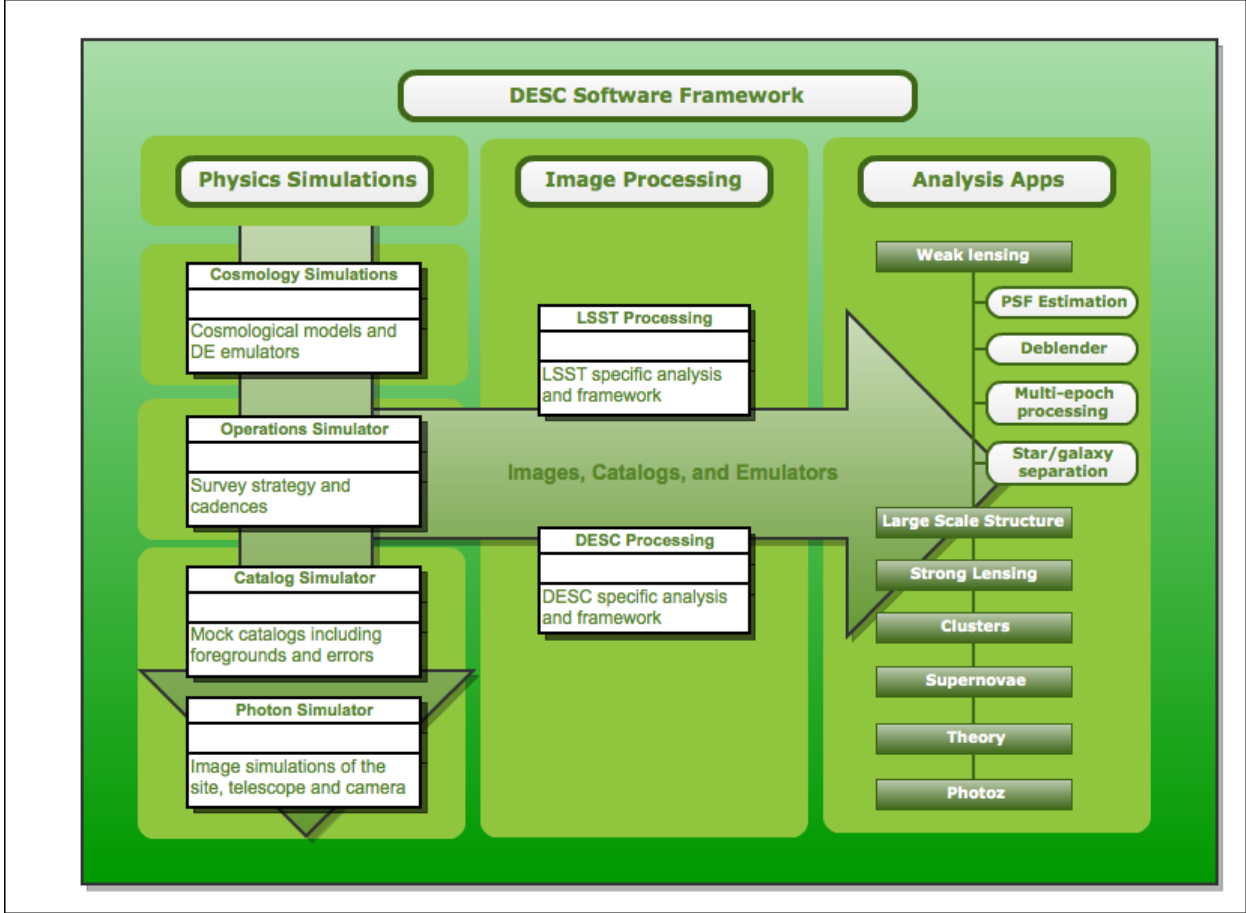 DESC Software Framework
Physics Simulations
Cosmology Simulations
Cosmological models and
DE emulators
Operations Simulator
Survey strategy and
cadences
Catalog Simulator
Mock catalogs including
foregrounds and errors
Photon Simulator
Image simulations of the
site, telescope and camera
Image Processing
LSST Processing
LSST specific analysis
and framework
Images, Catalogs, and Emulators
DESC Processing
DESC specific analysis
and framework
Analysis Apps
Weak lensing
PSF Estimation
Deblender
Multi-epoch
processing
Star/galaxy
separation
Large Scale Structure
Strong Lensing
Clusters
Supernovae
Theory
Photoz